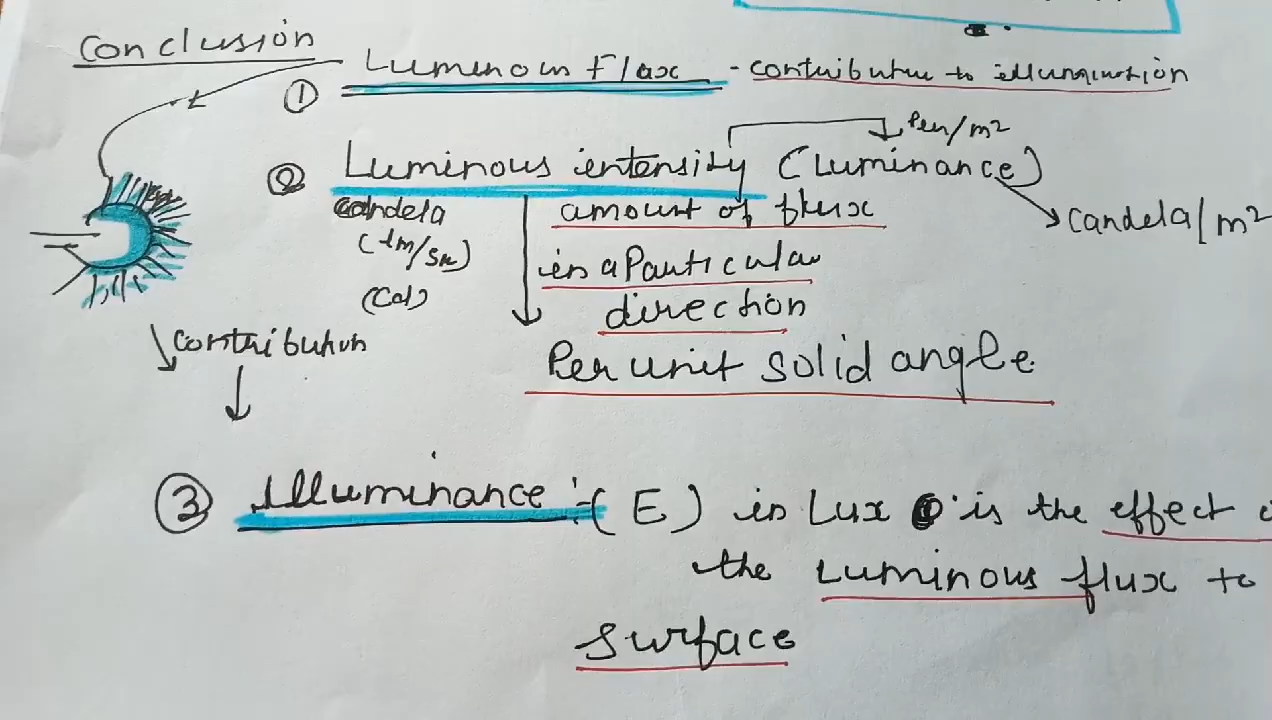 Conclusion
① Luminous Flux - contribution to illumination
Per/m²
② Luminous intensity (Luminance)
Candela/m²
Candela
(lm/Sr)
(Cd)
amount of flux
in a Particular
direction
Per unit solid angle
contribution
③ Illuminance :- (E) in Lux is the effect
the Luminous flux to
surface